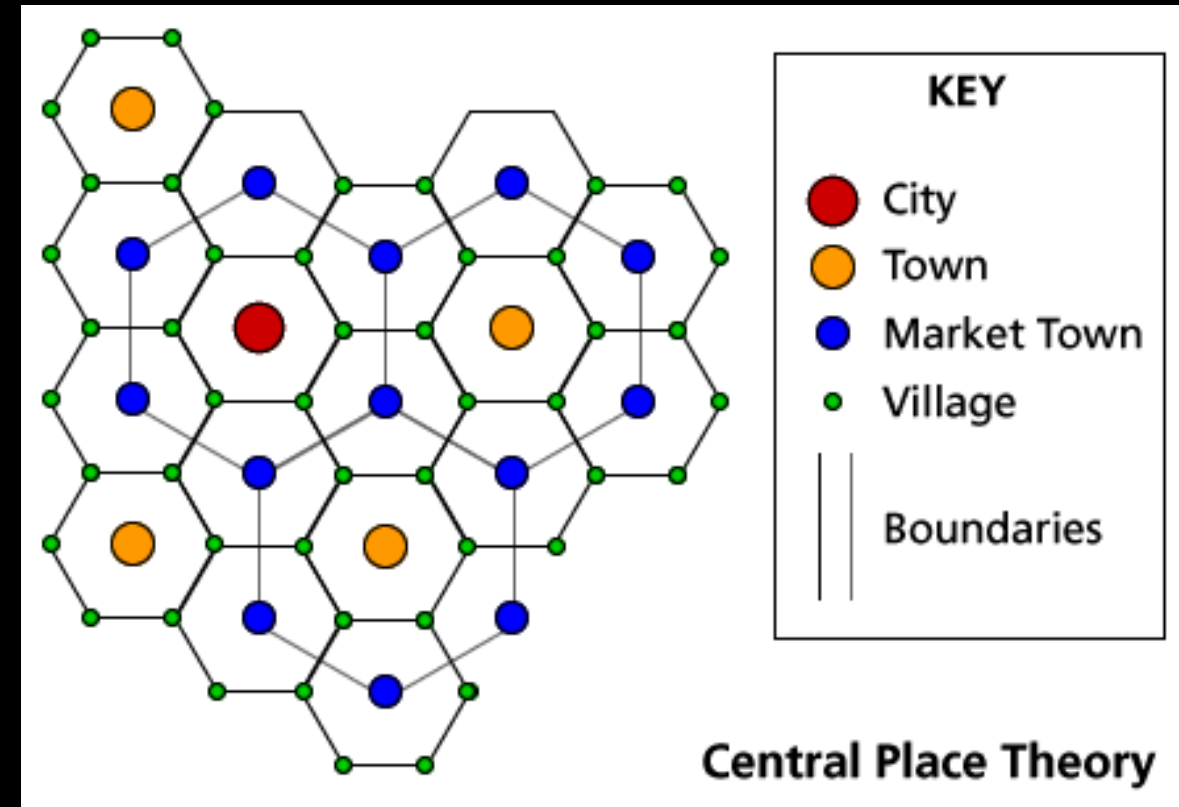 KEY
City
Town
Market Town
Village
Boundaries
Central Place Theory